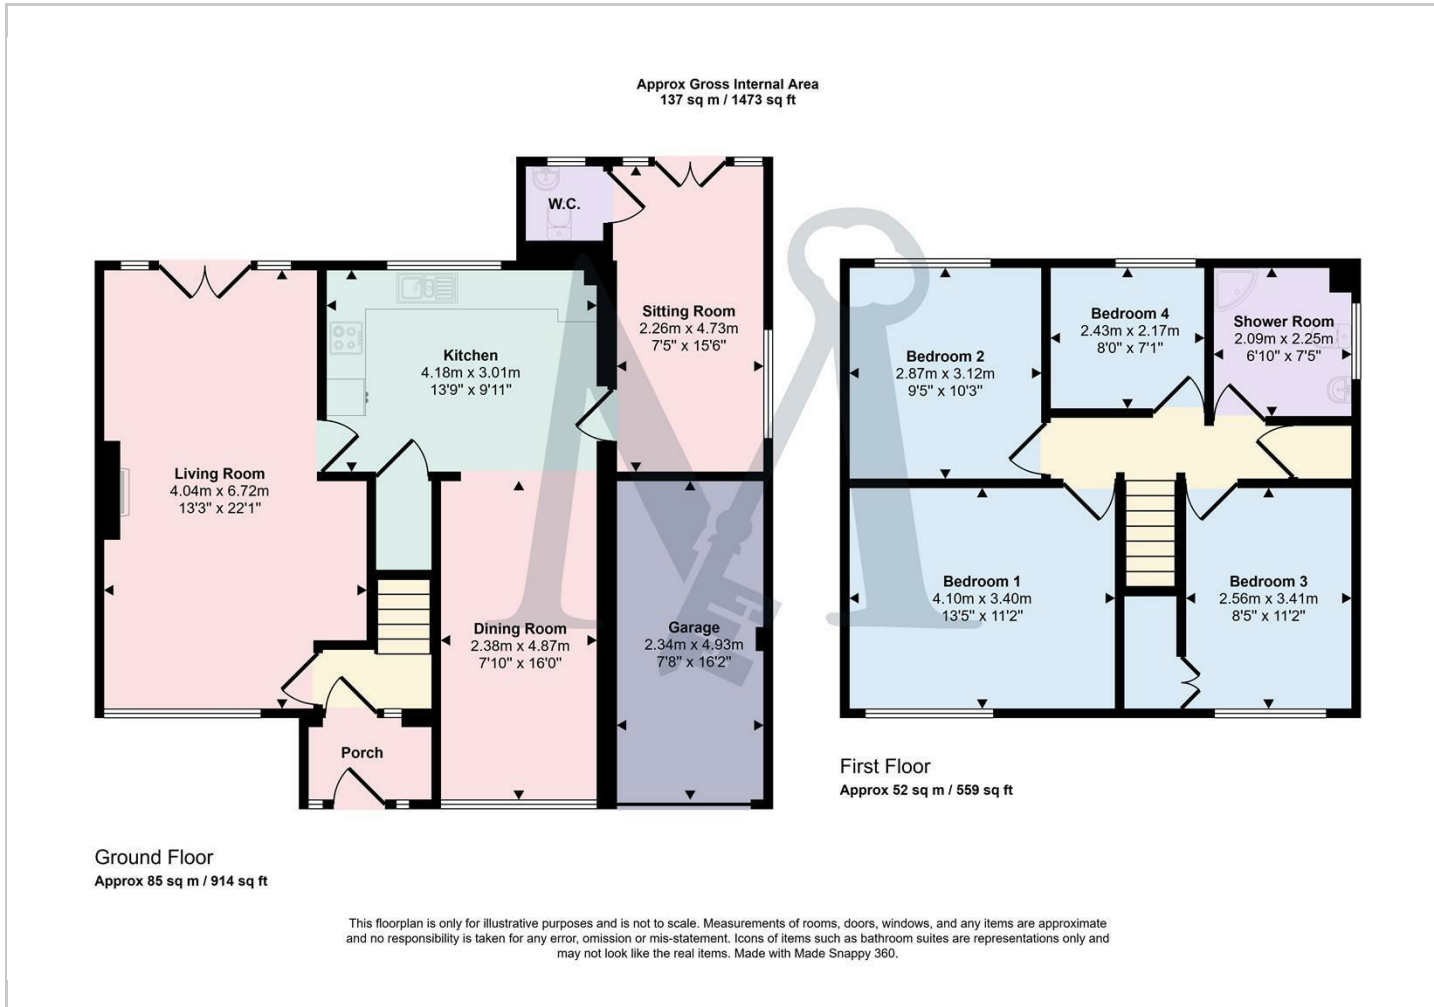 Approx Gross Internal Area
137 sq m / 1473 sq ft
W.C.
Sitting Room
2.26m x 4.73m
7'5" x 15'6"
Kitchen
4.18m x 3.01m
13'9" x 9'11"
Living Room
4.04m x 6.72m
13'3" x 22'1"
Dining Room
2.38m x 4.87m
7'10" x 16'0"
Garage
2.34m x 4.93m
7'8" x 16'2"
Porch
Ground Floor
Approx 85 sq m / 914 sq ft
Bedroom 2
2.87m x 3.12m
9'5" x 10'3"
Bedroom 4
2.43m x 2.17m
8'0" x 7'1"
Shower Room
2.09m x 2.25m
6'10" x 7'5"
Bedroom 1
4.10m x 3.40m
13'5" x 11'2"
Bedroom 3
2.56m x 3.41m
8'5" x 11'2"
First Floor
Approx 52 sq m / 559 sq ft
This floorplan is only for illustrative purposes and is not to scale. Measurements of rooms, doors, windows, and any items are approximate
and no responsibility is taken for any error, omission or mis-statement. Icons of items such as bathroom suites are representations only and
may not look like the real items. Made with Made Snappy 360.